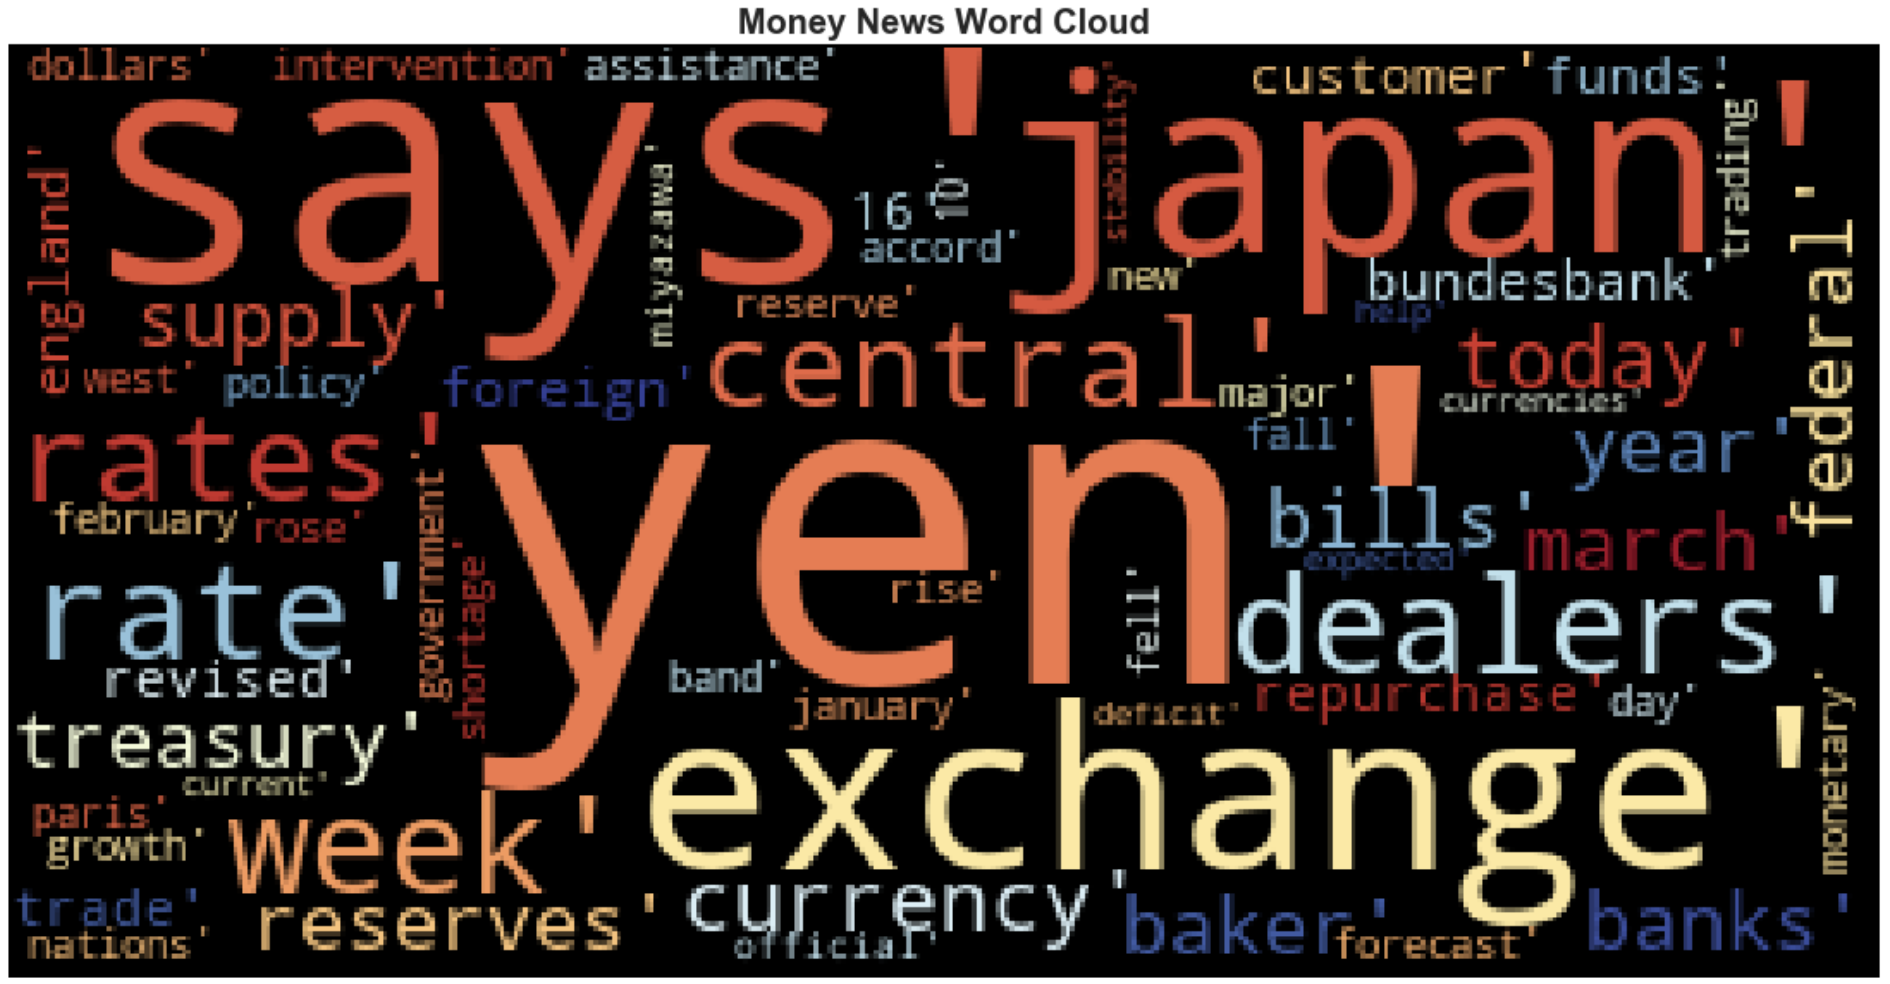 Money News Word Cloud
dollars'
intervention'
assistance'
customer'
funds'
says'
japan'
stability'
trading
england'
miyazawa'
16
10'
accord'
federal'
supply'
reserve'
new'
bundesbank'
help'
west'
policy'
foreign'
central'
major'
today'
currencies'
rates'
fall'
year'
february'
rose'
government'
yen'
bills'
expected'
march'
rate'
shortage'
rise'
fell'
dealers'
revised'
band'
january'
deficit'
repurchase'
day'
monetary'
treasury'
current'
exchange'
paris'
growth'
week'
trade'
nations'
reserves'
currency'
official'
baker'
forecast'
banks'